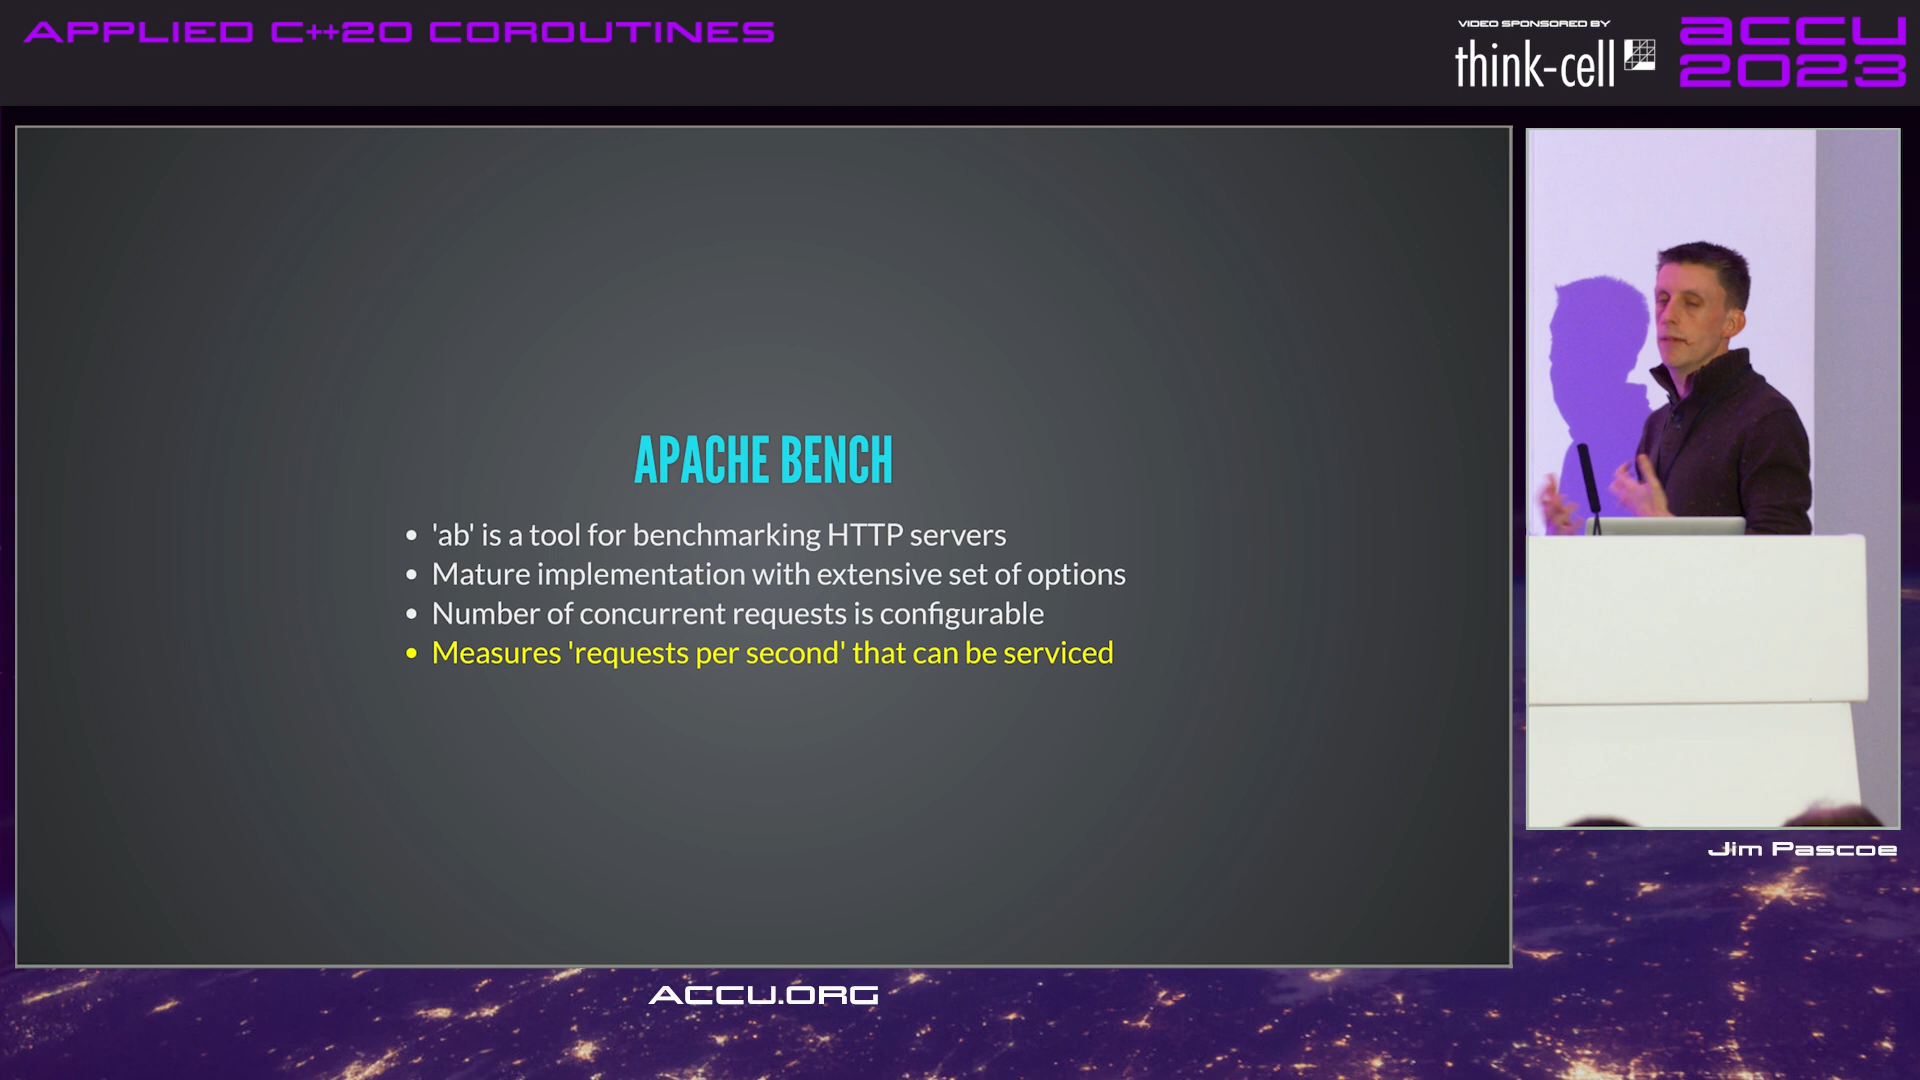 APPLIED C++20 COROUTINES
VIDEO SPONSORED BY
think-cell
accu
2023
APACHE BENCH
'ab' is a tool for benchmarking HTTP servers
Mature implementation with extensive set of options
Number of concurrent requests is configurable
Measures 'requests per second' that can be serviced
Jim Pascoe
ACCU.ORG